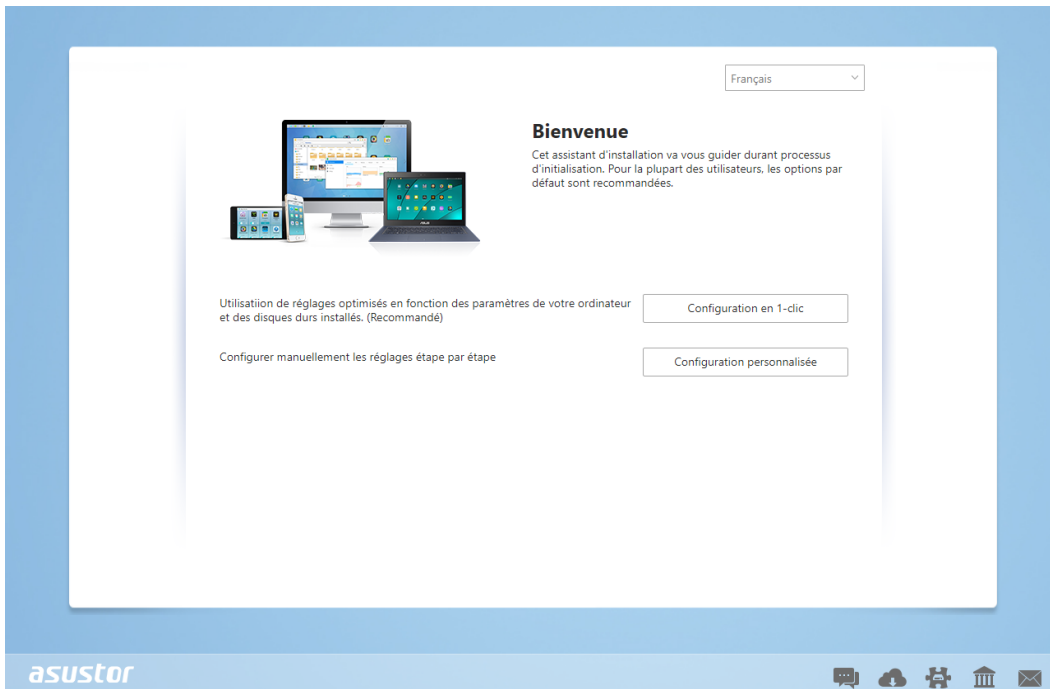 Français
Bienvenue
Cet assistant d'installation va vous guider durant processus
d'initialisation. Pour la plupart des utilisateurs, les options par
défaut sont recommandées.
Utilisatiion de réglages optimisés en fonction des paramètres de votre ordinateur
et des disques durs installés. (Recommandé)
Configuration en 1-clic
Configurer manuellement les réglages étape par étape
Configuration personnalisée
asustor